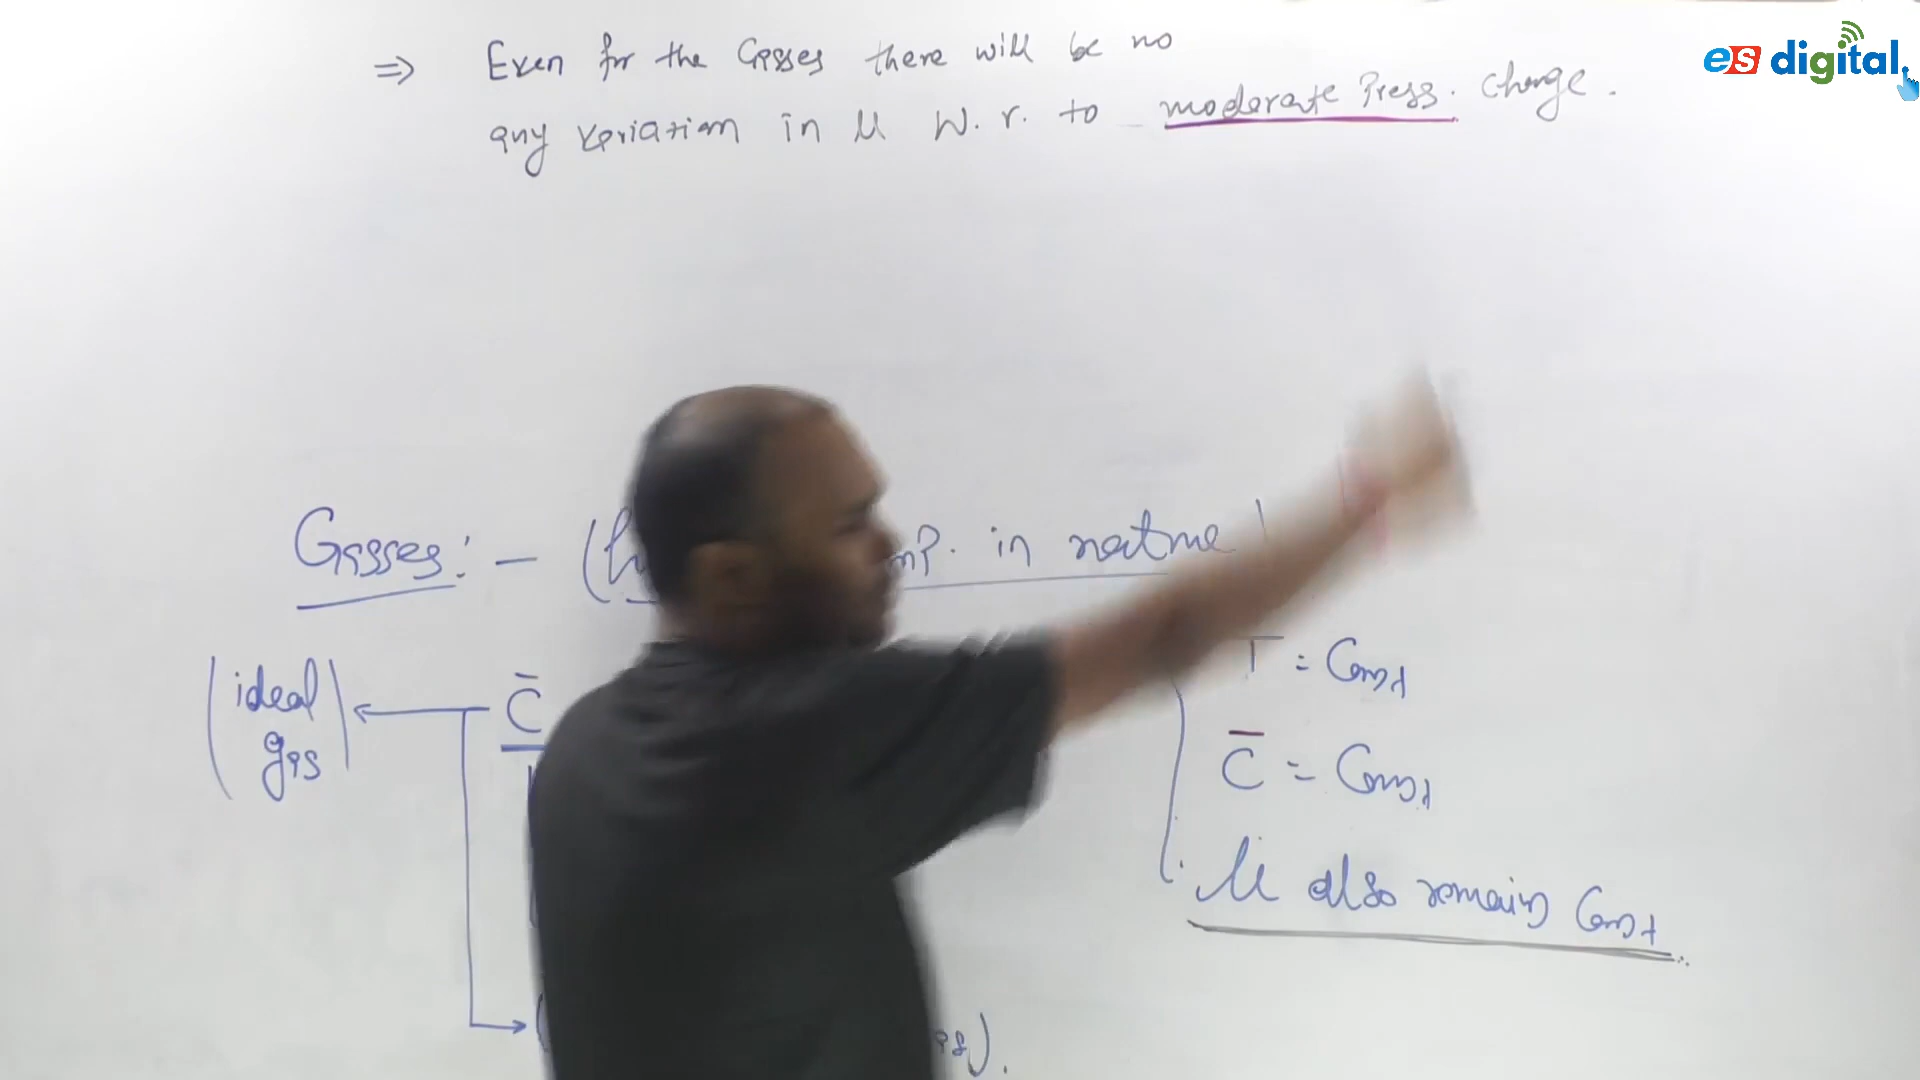 es digital
⇒ Even for the Gases there will be no
any variation in μ w. r. to moderate Press. change.
Gases: - ( in nature)
T = Const
(ideal gas) C̄
C̄ = Const
μ also remain Const